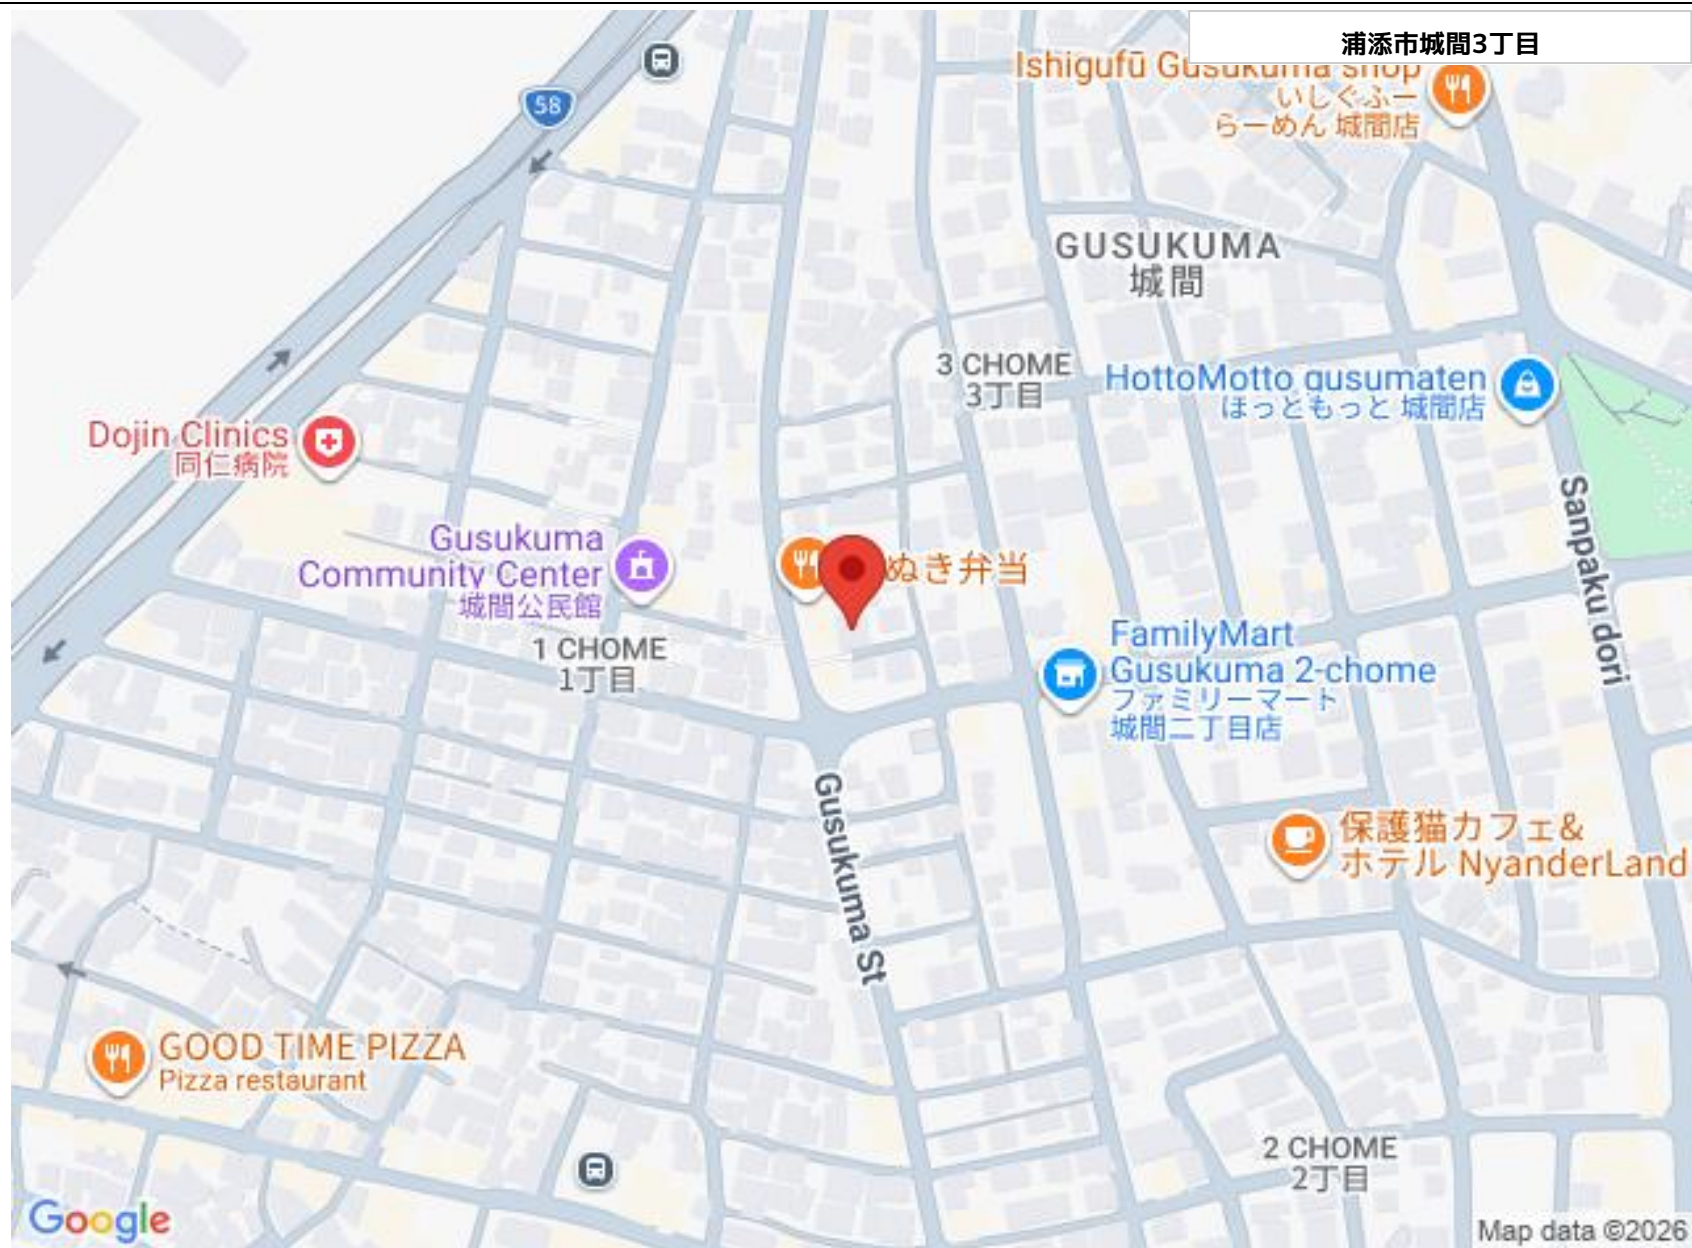 浦添市城間3丁目
Ishigufū Gusukuma shop
いしぐふー
らーめん 城間店
58
GUSUKUMA
城間
3 CHOME
3丁目
HottoMotto gusumaten
ほっともっと 城間店
Dojin Clinics
同仁病院
Sanpaku dori
Gusukuma
Community Center
城間公民館
ぬき弁当
1 CHOME
1丁目
FamilyMart
Gusukuma 2-chome
ファミリーマート
城間二丁目店
Gusukuma St
保護猫カフェ&
ホテル NyanderLand
GOOD TIME PIZZA
Pizza restaurant
2 CHOME
2丁目
Google
Map data ©2026